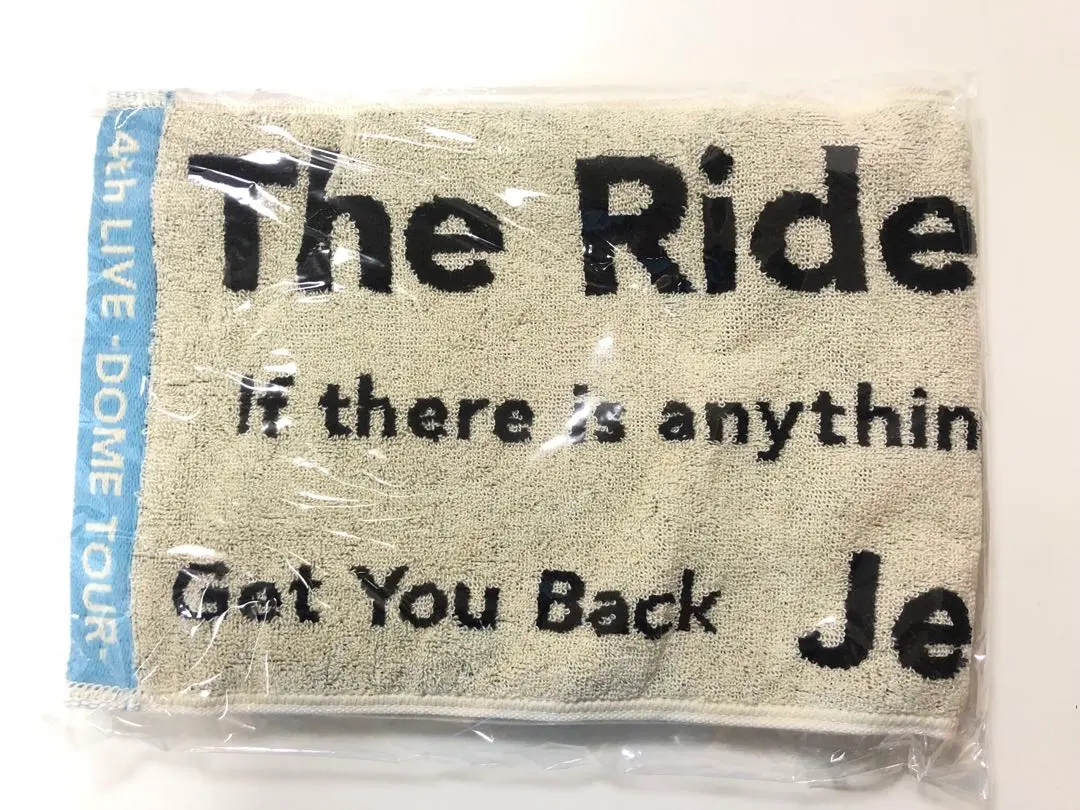 4th LIVE -DOME TOUR-
The Ride
If there is anythin
Get You Back Je